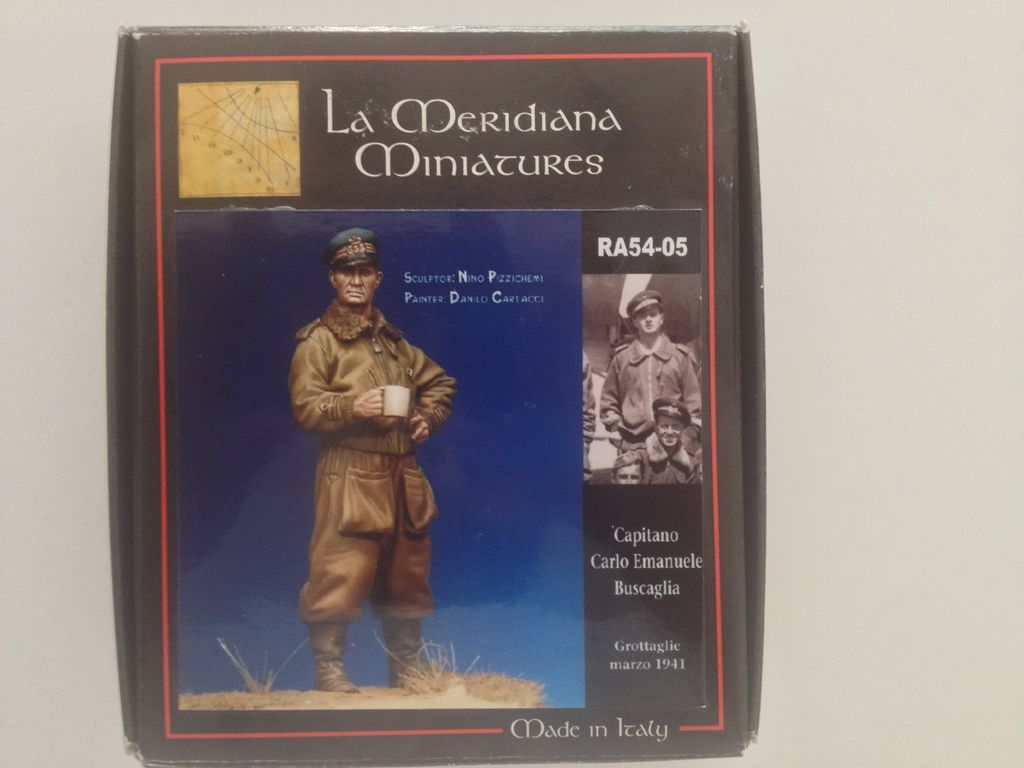 La Meridiana
Miniatures
RA54-05
Sculptor: Nino Pizzichemi
Painter: Danilo Cartacci
Capitano
Carlo Emanuele
Buscaglia
Grottaglie
marzo 1941
Made in Italy